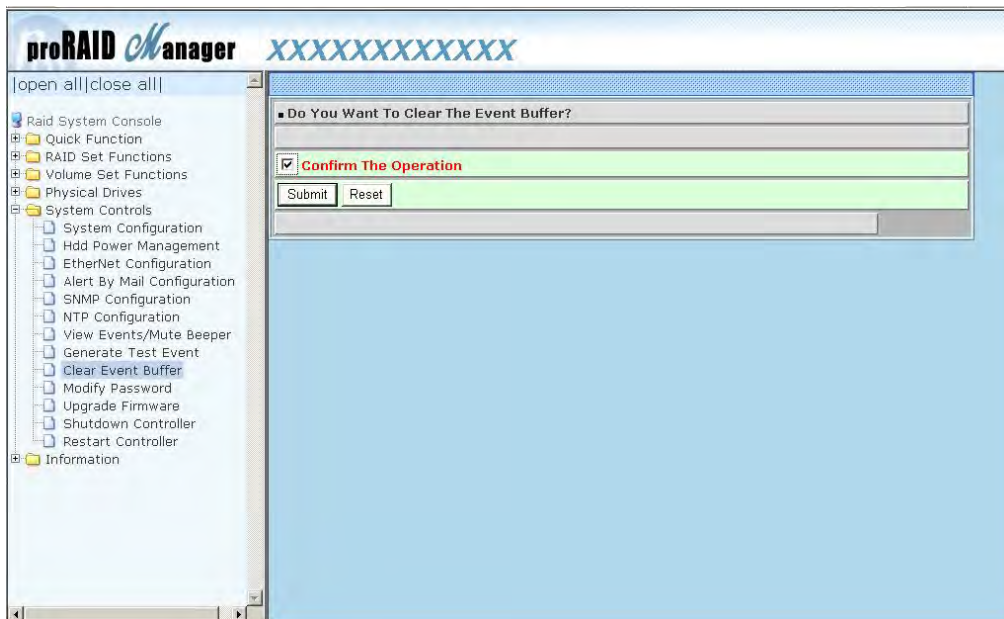 proRAID Manager XXXXXXXXXXXX
|open all|close all|
Raid System Console
Quick Function
RAID Set Functions
Volume Set Functions
Physical Drives
System Controls
System Configuration
Hdd Power Management
EtherNet Configuration
Alert By Mail Configuration
SNMP Configuration
NTP Configuration
View Events/Mute Beeper
Generate Test Event
Clear Event Buffer
Modify Password
Upgrade Firmware
Shutdown Controller
Restart Controller
Information
Do You Want To Clear The Event Buffer?
Confirm The Operation
Submit Reset